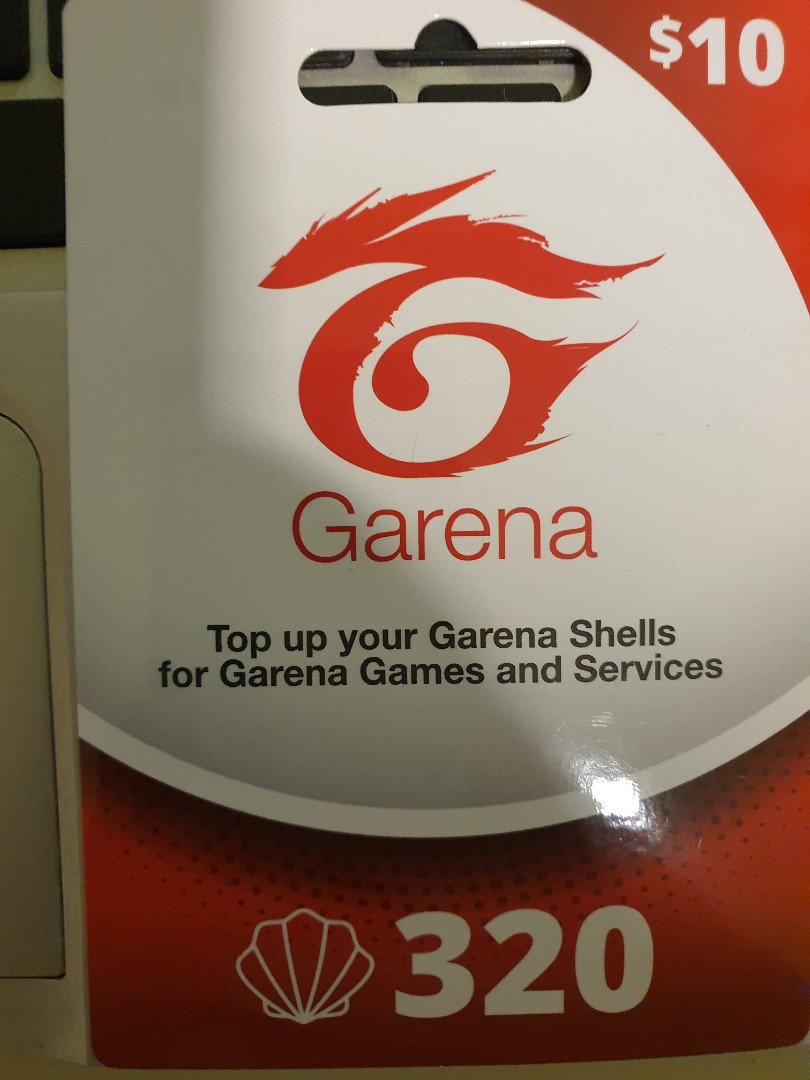 $10
Garena
Top up your Garena Shells
for Garena Games and Services
320